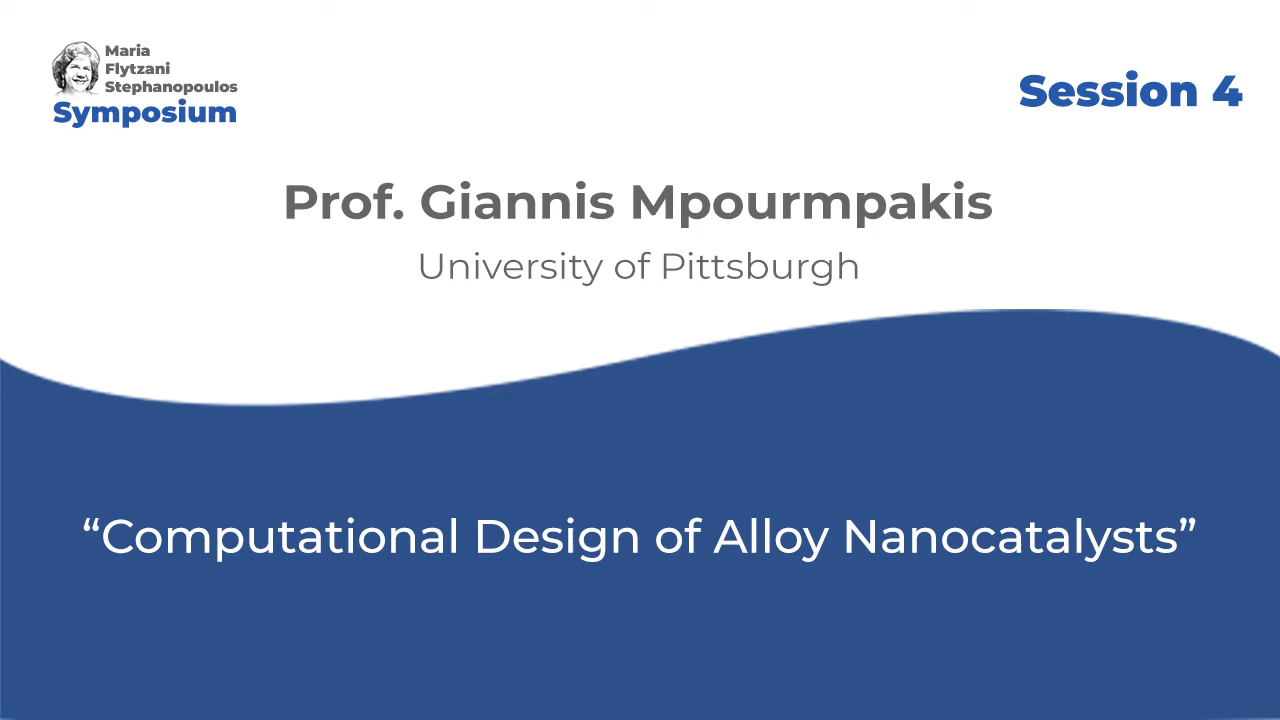 Maria
Flytzani
Stephanopoulos
Symposium
Session 4
Prof. Giannis Mpourmpakis
University of Pittsburgh
“Computational Design of Alloy Nanocatalysts”